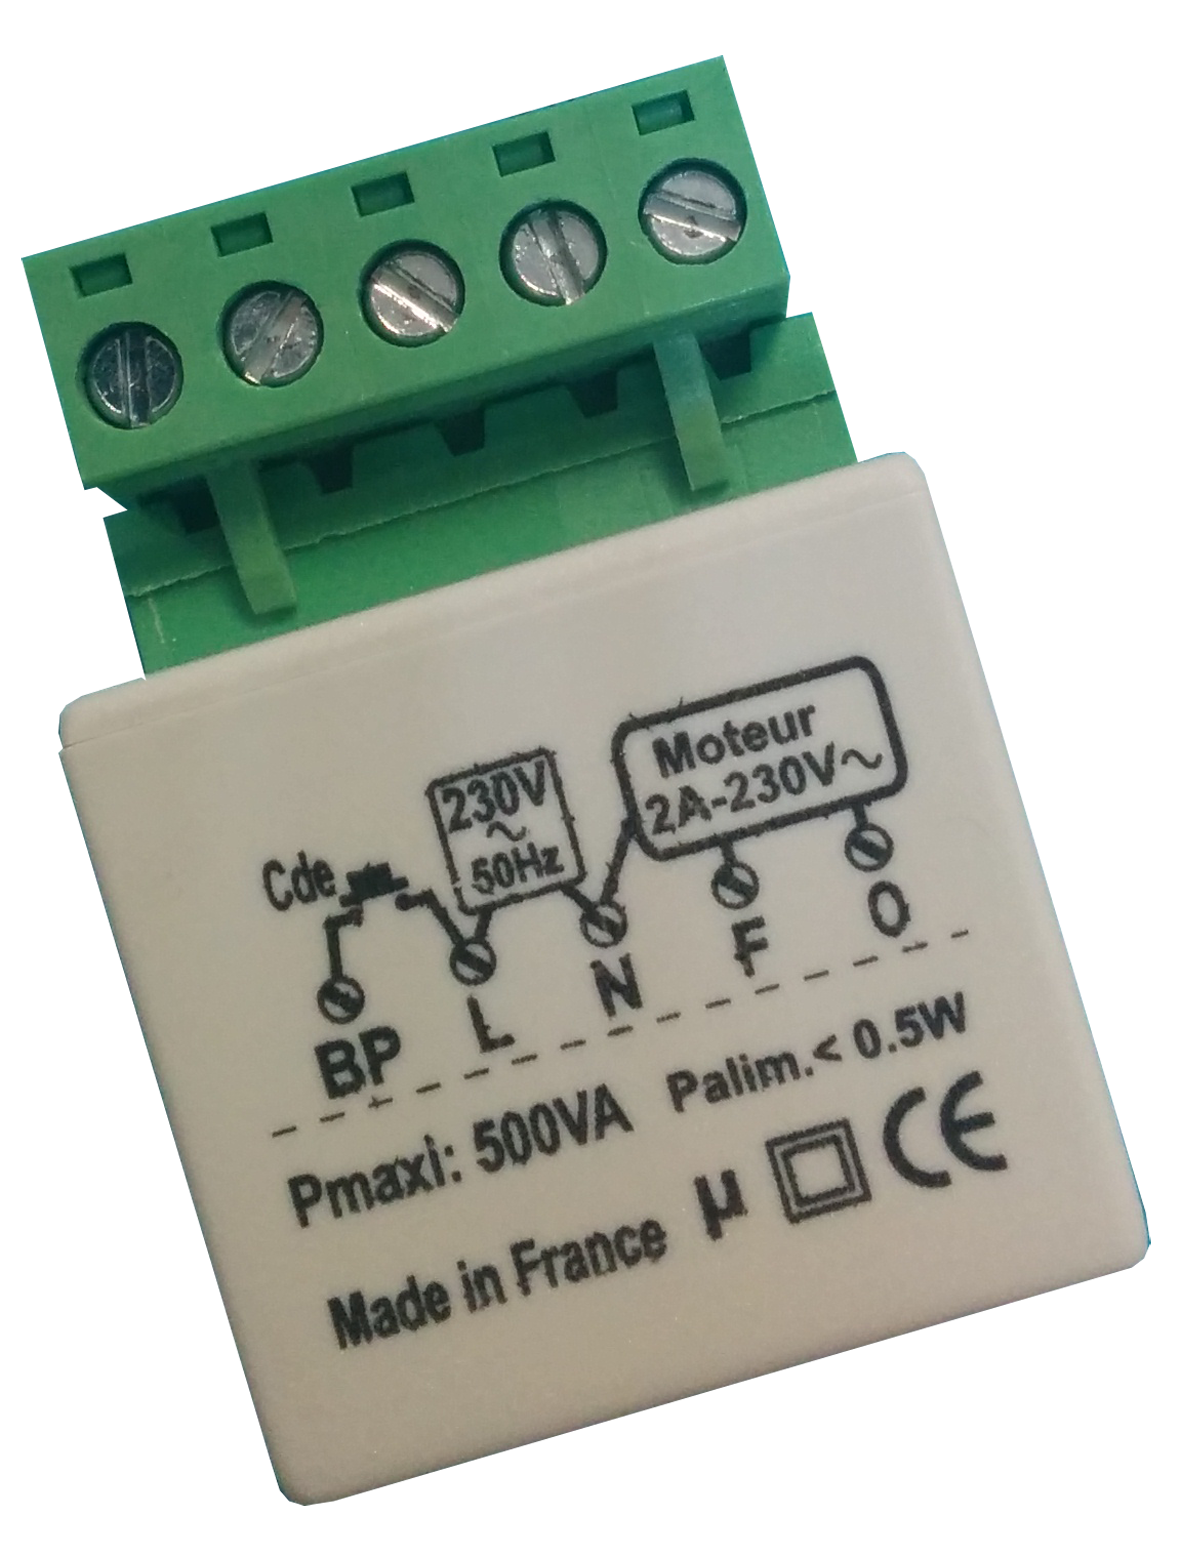 Moteur
2A-230V~
230V
~
50Hz
Cde
BP L N F O
Pmaxi: 500VA Palim.< 0.5W
Made in France µ CE